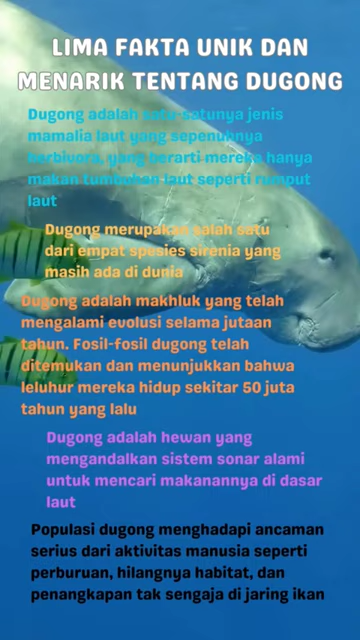 LIMA FAKTA UNIK DAN
MENARIK TENTANG DUGONG
Dugong adalah satu-satunya jenis
mamalia laut yang sepenuhnya
herbivora, yang berarti mereka hanya
makan tumbuhan laut seperti rumput
laut
Dugong merupakan salah satu
dari empat spesies sirenia yang
masih ada di dunia
Dugong adalah makhluk yang telah
mengalami evolusi selama jutaan
tahun. Fosil-fosil dugong telah
ditemukan dan menunjukkan bahwa
leluhur mereka hidup sekitar 50 juta
tahun yang lalu
Dugong adalah hewan yang
mengandalkan sistem sonar alami
untuk mencari makanannya di dasar
laut
Populasi dugong menghadapi ancaman
serius dari aktivitas manusia seperti
perburuan, hilangnya habitat, dan
penangkapan tak sengaja di jaring ikan